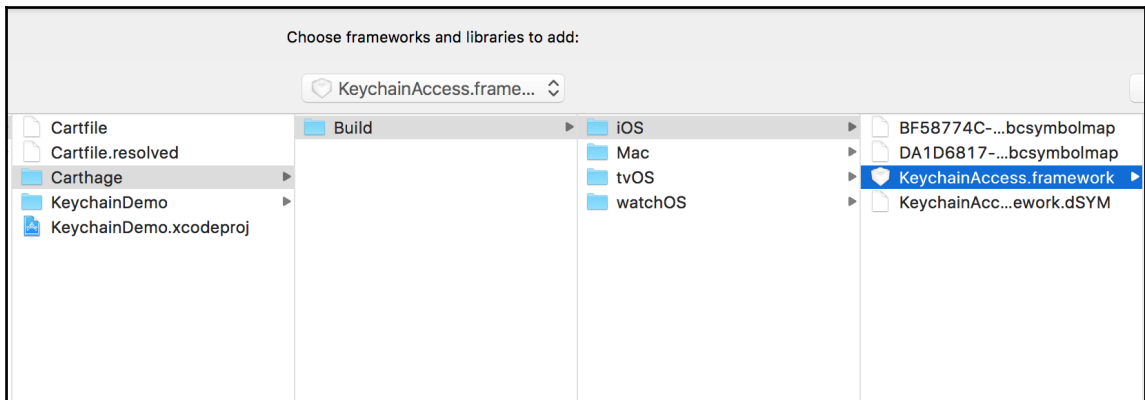 Choose frameworks and libraries to add:
KeychainAccess.frame...
Cartfile
Cartfile.resolved
Carthage
KeychainDemo
KeychainDemo.xcodeproj
Build
iOS
Mac
tvOS
watchOS
BF58774C-...bcsymbolmap
DA1D6817-...bcsymbolmap
KeychainAccess.framework
KeychainAcc...ework.dSYM